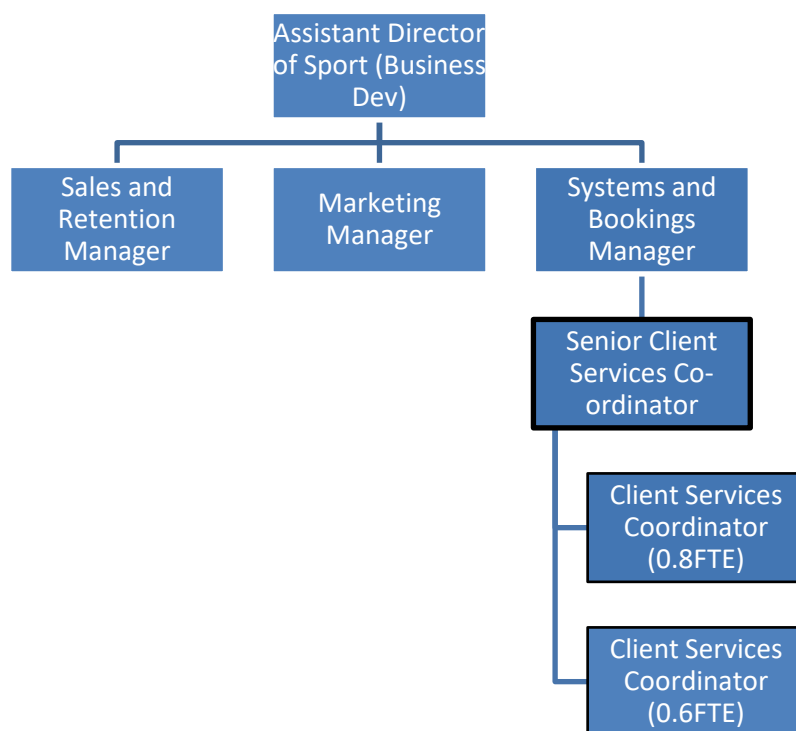 Assistant Director
of Sport (Business
Dev)
Sales and
Retention
Manager
Marketing
Manager
Systems and
Bookings
Manager
Senior Client
Services Co-
ordinator
Client Services
Coordinator
(0.8FTE)
Client Services
Coordinator
(0.6FTE)